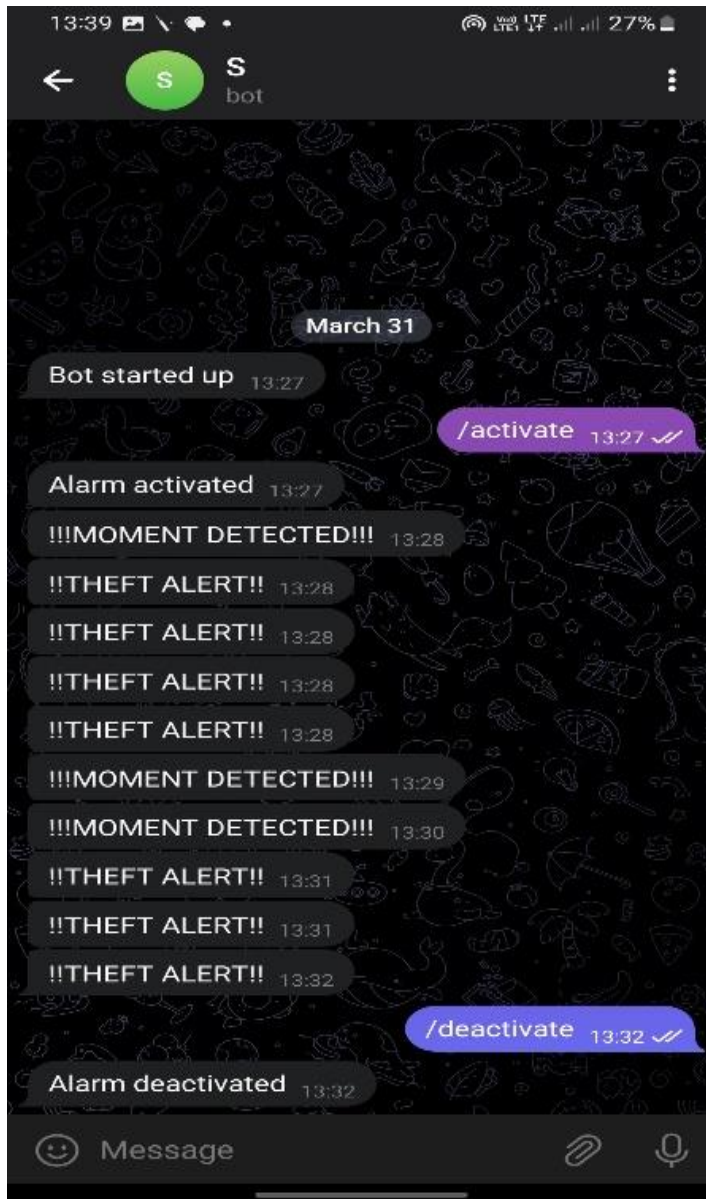 13:39
VoD LTE1 LTE 27%
S
S
bot
March 31
Bot started up 13:27
/activate 13:27
Alarm activated 13:27
!!!MOMENT DETECTED!!! 13:28
!!THEFT ALERT!! 13:28
!!THEFT ALERT!! 13:28
!!THEFT ALERT!! 13:28
!!THEFT ALERT!! 13:28
!!!MOMENT DETECTED!!! 13:29
!!!MOMENT DETECTED!!! 13:30
!!THEFT ALERT!! 13:31
!!THEFT ALERT!! 13:31
!!THEFT ALERT!! 13:32
/deactivate 13:32
Alarm deactivated 13:32
Message